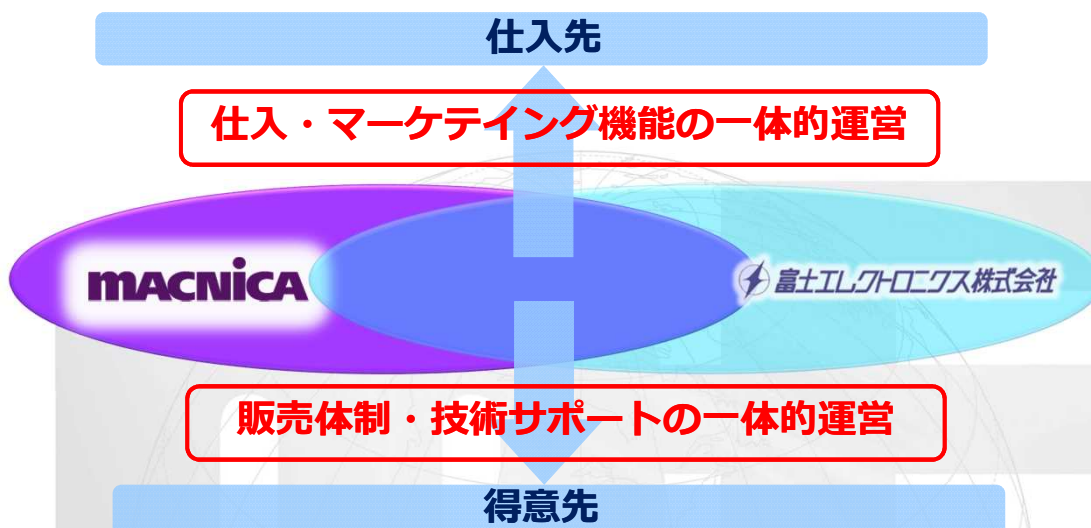 仕入先
仕入・マーケテイング機能の一体的運営
MACNICA
富士エレクトロニクス株式会社
販売体制・技術サポートの一体的運営
得意先